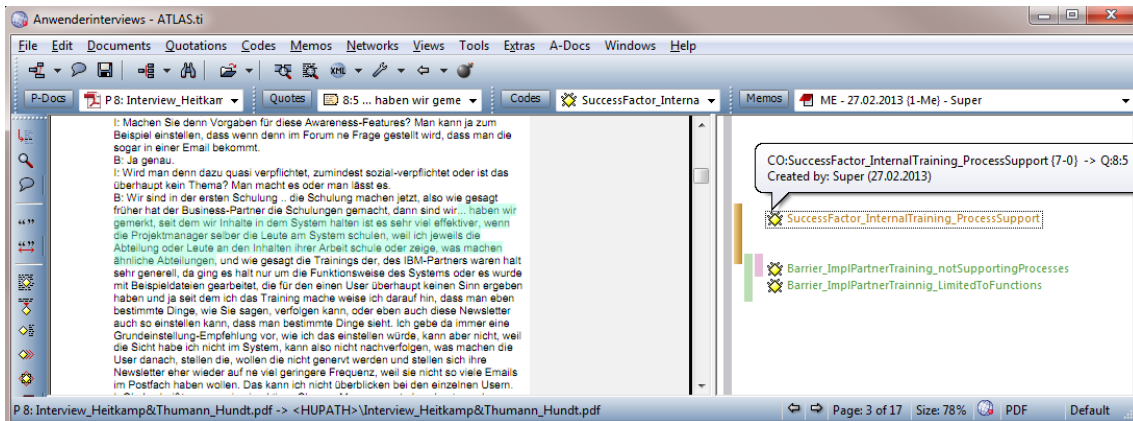 Anwenderinterviews - ATLAS.ti
File Edit Documents Quotations Codes Memos Networks Views Tools Extras A-Docs Windows Help
XML
P-Docs P 8: Interview_Heitkam Quotes 8:5 ... haben wir geme Codes SuccessFactor_Interna Memos ME - 27.02.2013 {1-Me} - Super
I: Machen Sie denn Vorgaben für diese Awareness-Features? Man kann ja zum
Beispiel einstellen, dass wenn denn im Forum ne Frage gestellt wird, dass man die
sogar in einer Email bekommt.
B: Ja genau.
I: Wird man denn dazu quasi verpflichtet, zumindest sozial-verpflichtet oder ist das
überhaupt kein Thema? Man macht es oder man lässt es.
B: Wir sind in der ersten Schulung .. die Schulung machen jetzt, also wie gesagt
früher hat der Business-Partner die Schulungen gemacht, dann sind wir... haben wir
gemerkt, seit dem wir Inhalte in dem System halten ist es sehr viel effektiver, wenn
die Projektmanager selber die Leute am System schulen, weil ich jeweils die
Abteilung oder Leute an den Inhalten ihrer Arbeit schule oder zeige, was machen
ähnliche Abteilungen, und wie gesagt die Trainings der, des IBM-Partners waren halt
sehr generell, da ging es halt nur um die Funktionsweise des Systems oder es wurde
mit Beispieldateien gearbeitet, die für den einen User überhaupt keinen Sinn ergeben
haben und ja seit dem ich das Training mache weise ich darauf hin, dass man eben
bestimmte Dinge, wie Sie sagen, verfolgen kann, oder eben auch diese Newsletter
auch so einstellen kann, dass man bestimmte Dinge sieht. Ich gebe da immer eine
Grundeinstellung-Empfehlung vor, wie ich das einstellen würde, kann aber nicht, weil
die Sicht habe ich nicht im System, kann also nicht nachverfolgen, was machen die
User danach, stellen die, wollen die nicht genervt werden und stellen sich ihre
Newsletter eher wieder auf ne viel geringere Frequenz, weil sie nicht so viele Emails
im Postfach haben wollen. Das kann ich nicht überblicken bei den einzelnen Usern.
CO:SuccessFactor_InternalTraining_ProcessSupport {7-0} -> Q:8:5
Created by: Super (27.02.2013)
SuccessFactor_InternalTraining_ProcessSupport
Barrier_ImplPartnerTraining_notSupportingProcesses
Barrier_ImplPartnerTrainnig_LimitedToFunctions
P 8: Interview_Heitkamp&Thumann_Hundt.pdf -> <HUPATH>\Interview_Heitkamp&Thumann_Hundt.pdf Page: 3 of 17 Size: 78% PDF Default